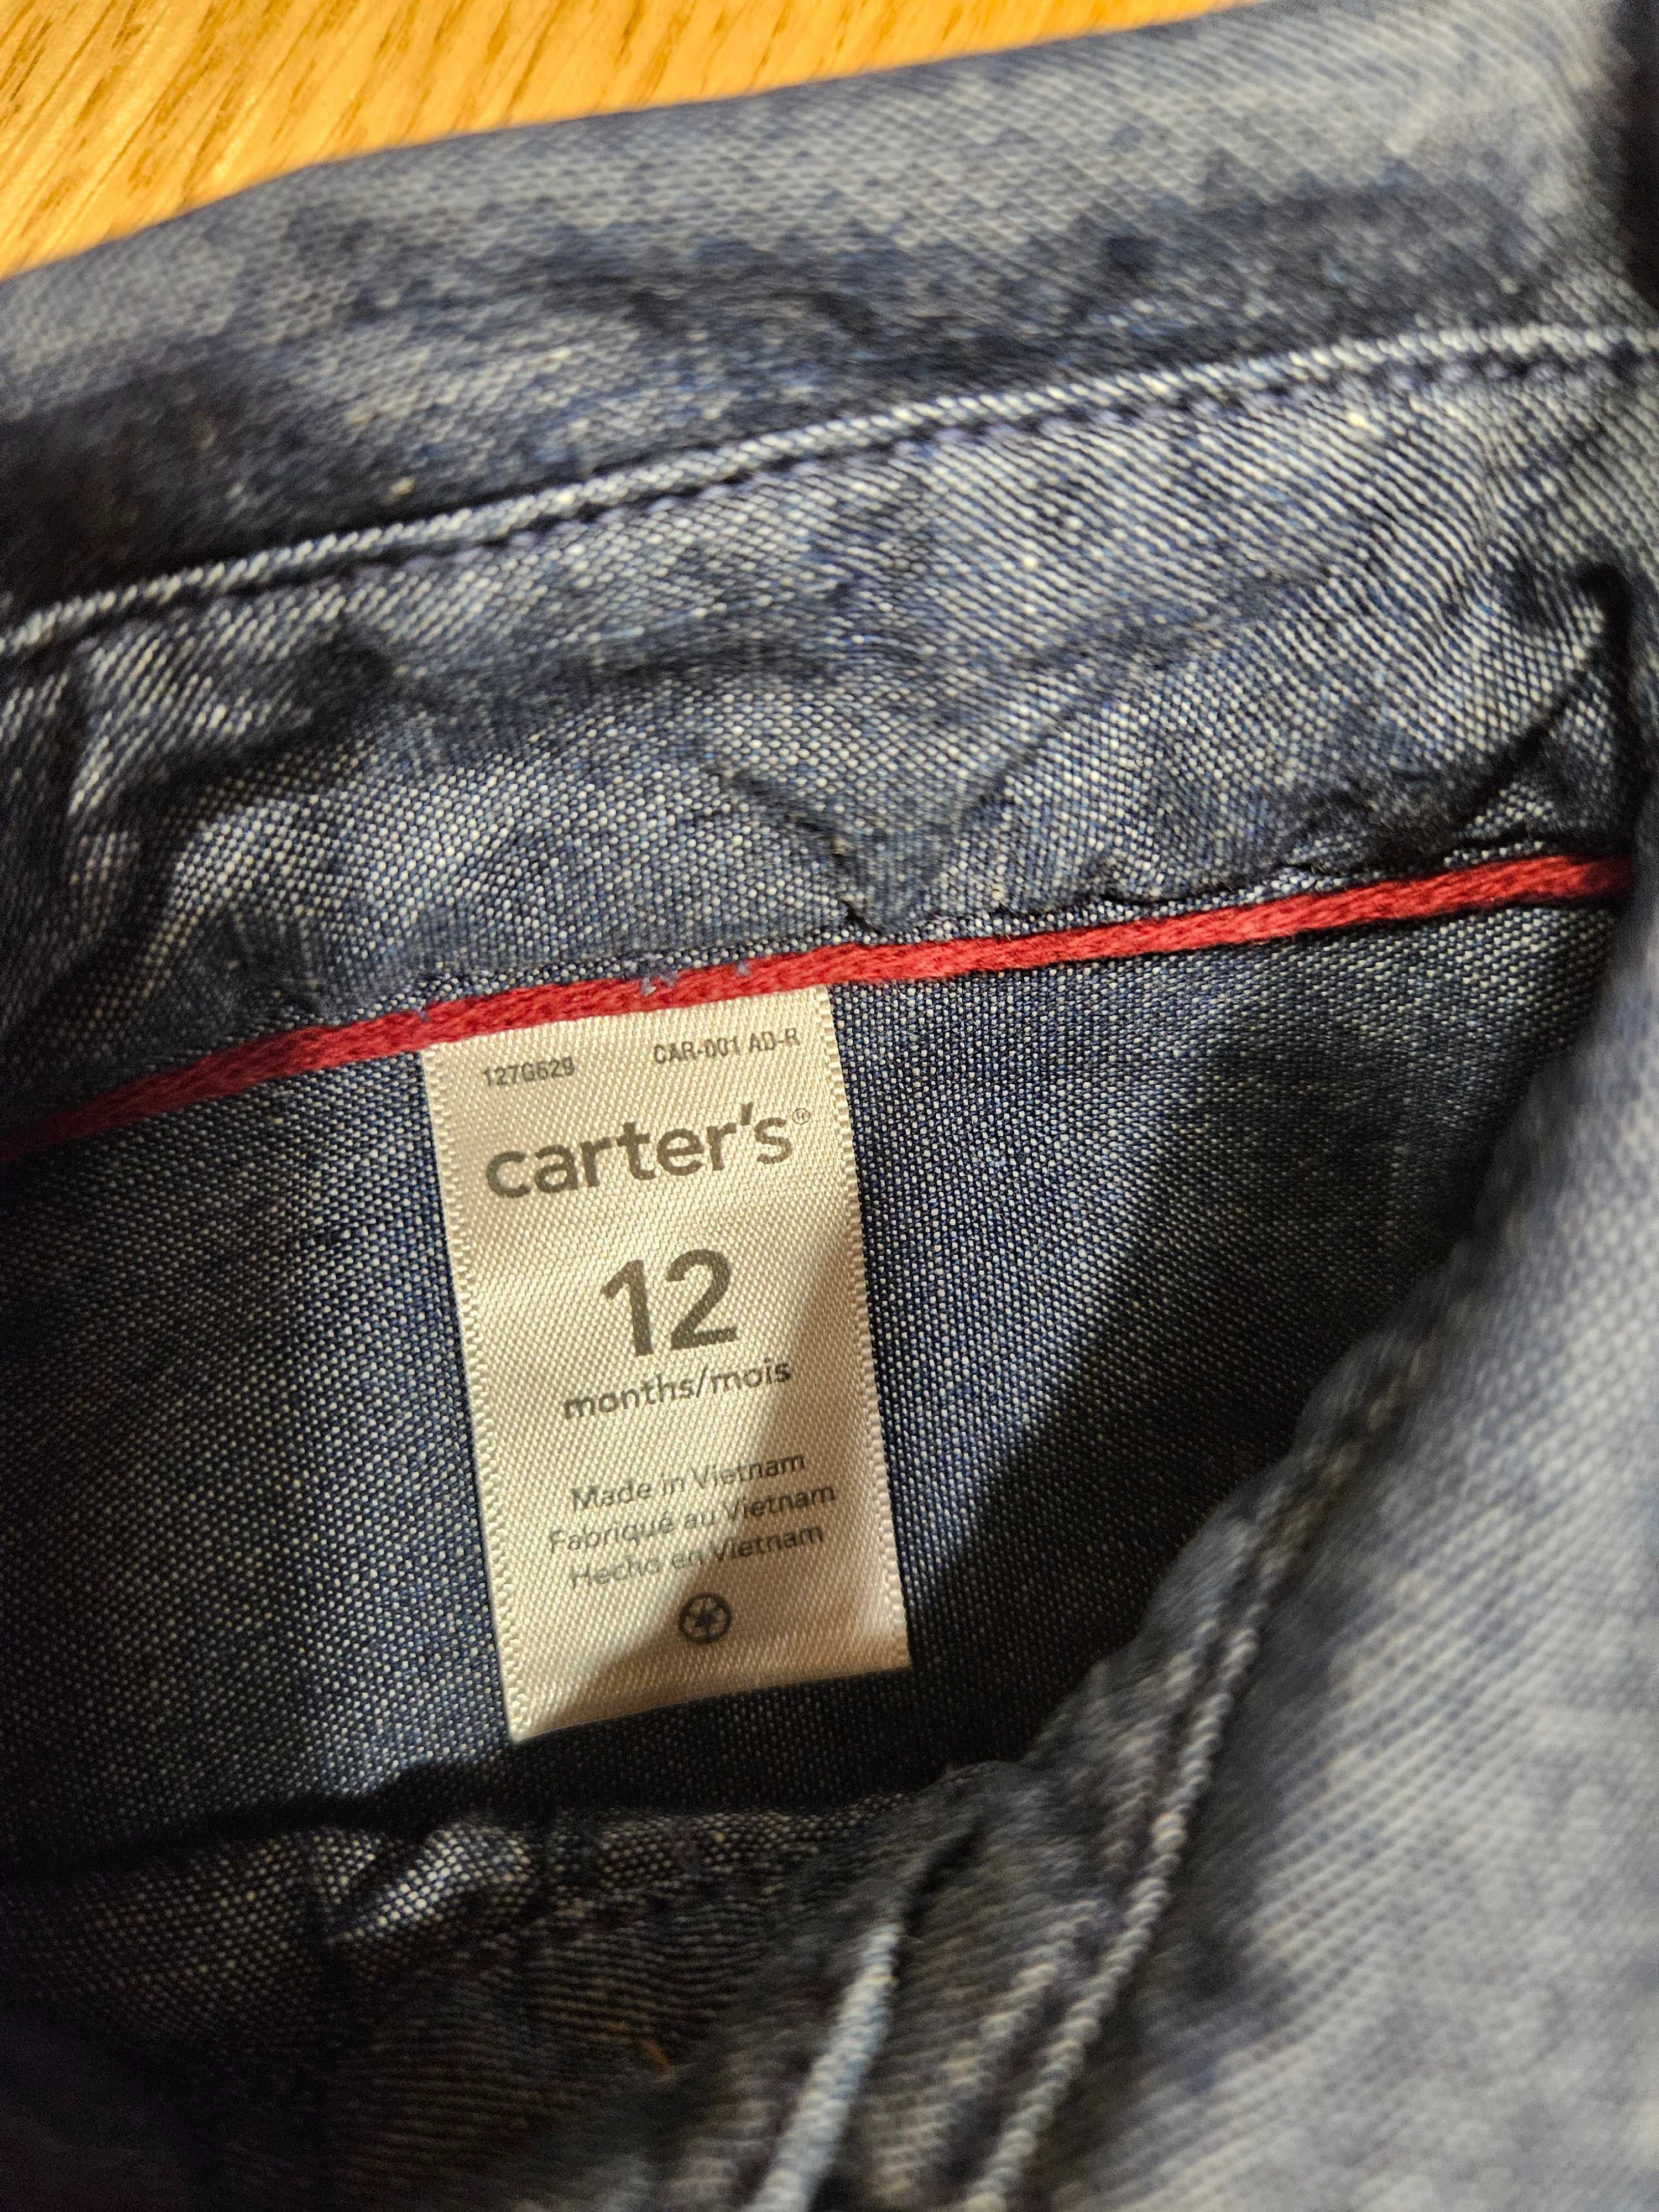 127G629 CAR-001 AD-R
carter's®
12
months/mois
Made in Vietnam
Fabriqué au Vietnam
Hecho en Vietnam